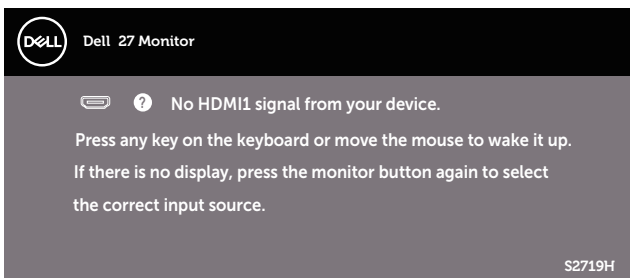 DELL
Dell 27 Monitor
? No HDMI1 signal from your device.
Press any key on the keyboard or move the mouse to wake it up.
If there is no display, press the monitor button again to select
the correct input source.
S2719H